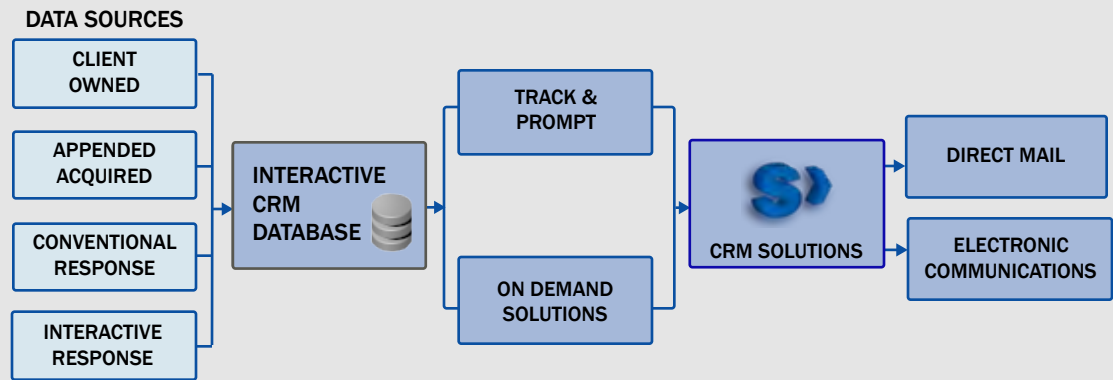 DATA SOURCES
CLIENT
OWNED
APPENDED
ACQUIRED
CONVENTIONAL
RESPONSE
INTERACTIVE
RESPONSE
INTERACTIVE
CRM
DATABASE
TRACK &
PROMPT
ON DEMAND
SOLUTIONS
S
CRM SOLUTIONS
DIRECT MAIL
ELECTRONIC
COMMUNICATIONS